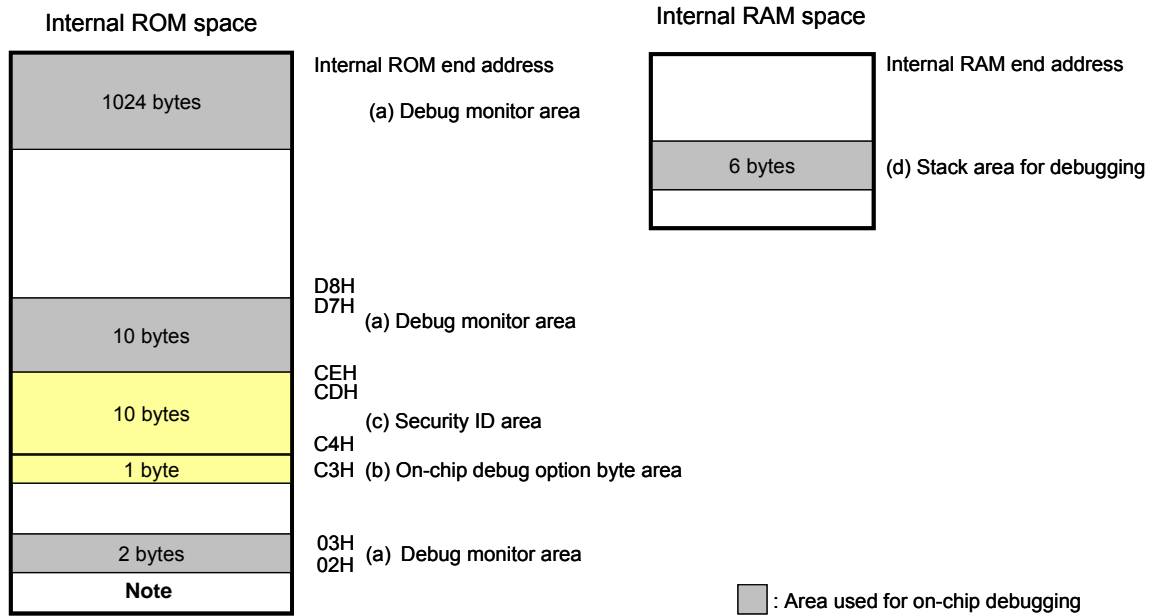 Internal ROM space
Internal RAM space
Internal ROM end address
1024 bytes
(a) Debug monitor area
Internal RAM end address
6 bytes
(d) Stack area for debugging
D8H
D7H
10 bytes
(a) Debug monitor area
CEH
CDH
10 bytes
(c) Security ID area
C4H
1 byte
C3H (b) On-chip debug option byte area
03H
2 bytes
(a) Debug monitor area
02H
Note
: Area used for on-chip debugging